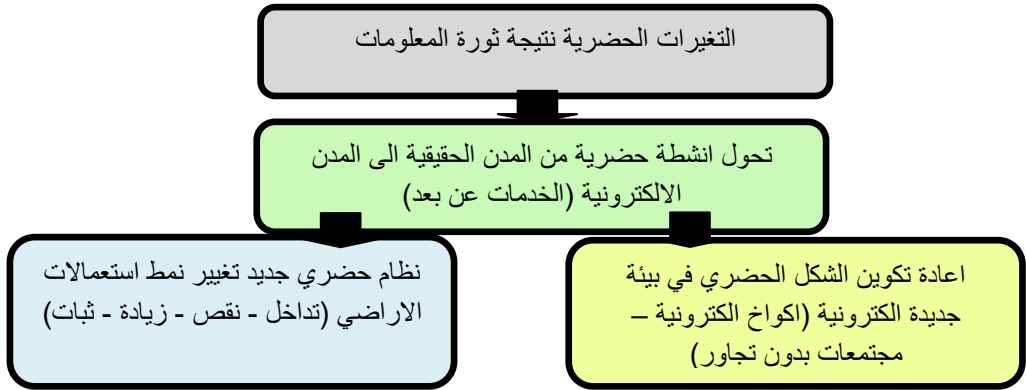 التغيرات الحضرية نتيجة ثورة المعلومات
تحول انشطة حضرية من المدن الحقيقية الى المدن
الالكترونية (الخدمات عن بعد)
اعادة تكوين الشكل الحضري في بيئة
جديدة الكترونية (اكواخ الكترونية –
مجتمعات بدون تجاور)
نظام حضري جديد تغيير نمط استعمالات
الاراضي (تداخل - نقص - زيادة - ثبات)